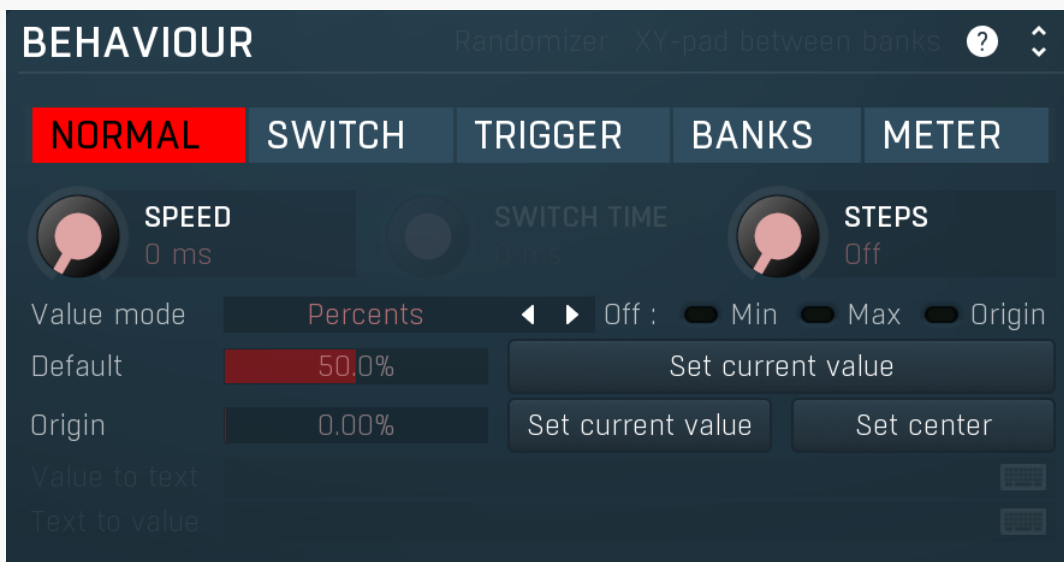 BEHAVIOUR Randomizer XY-pad between banks ?
NORMAL SWITCH TRIGGER BANKS METER
SPEED SWITCH TIME STEPS
0 ms 0 ms Off
Value mode Percents Off : Min Max Origin
Default 50.0% Set current value
Origin 0.00% Set current value Set center
Value to text
Text to value